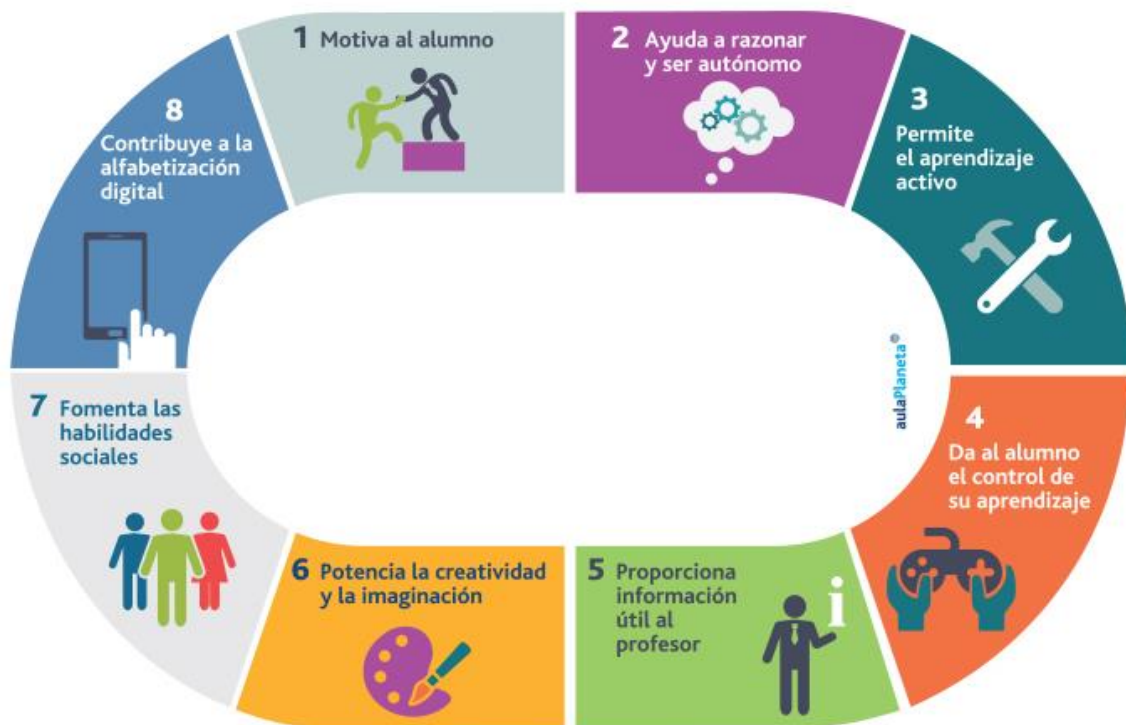 1 Motiva al alumno
2 Ayuda a razonar
y ser autónomo
3
Permite
el aprendizaje
activo
4
Da al alumno
el control de
su aprendizaje
5 Proporciona
información
útil al
profesor
i
6 Potencia la creatividad
y la imaginación
7 Fomenta las
habilidades
sociales
8
Contribuye a la
alfabetización
digital
aulaPlaneta